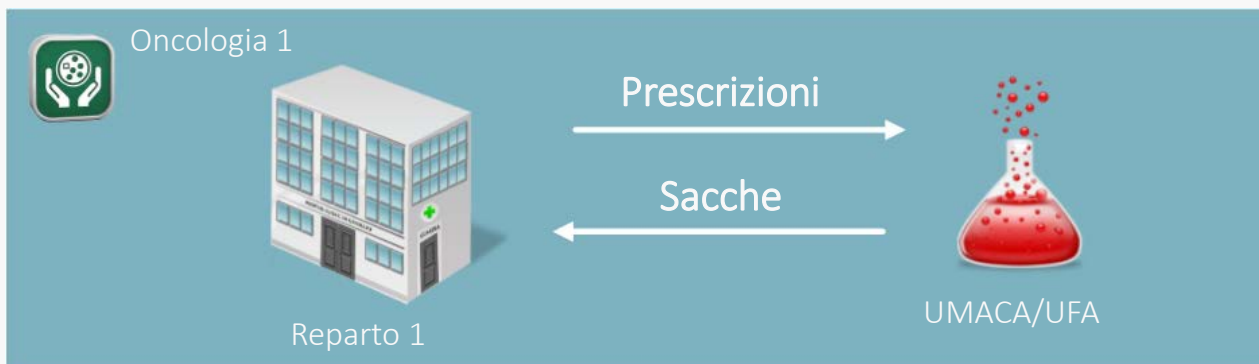 Oncologia 1
Prescrizioni
Sacche
Reparto 1
UMACA/UFA